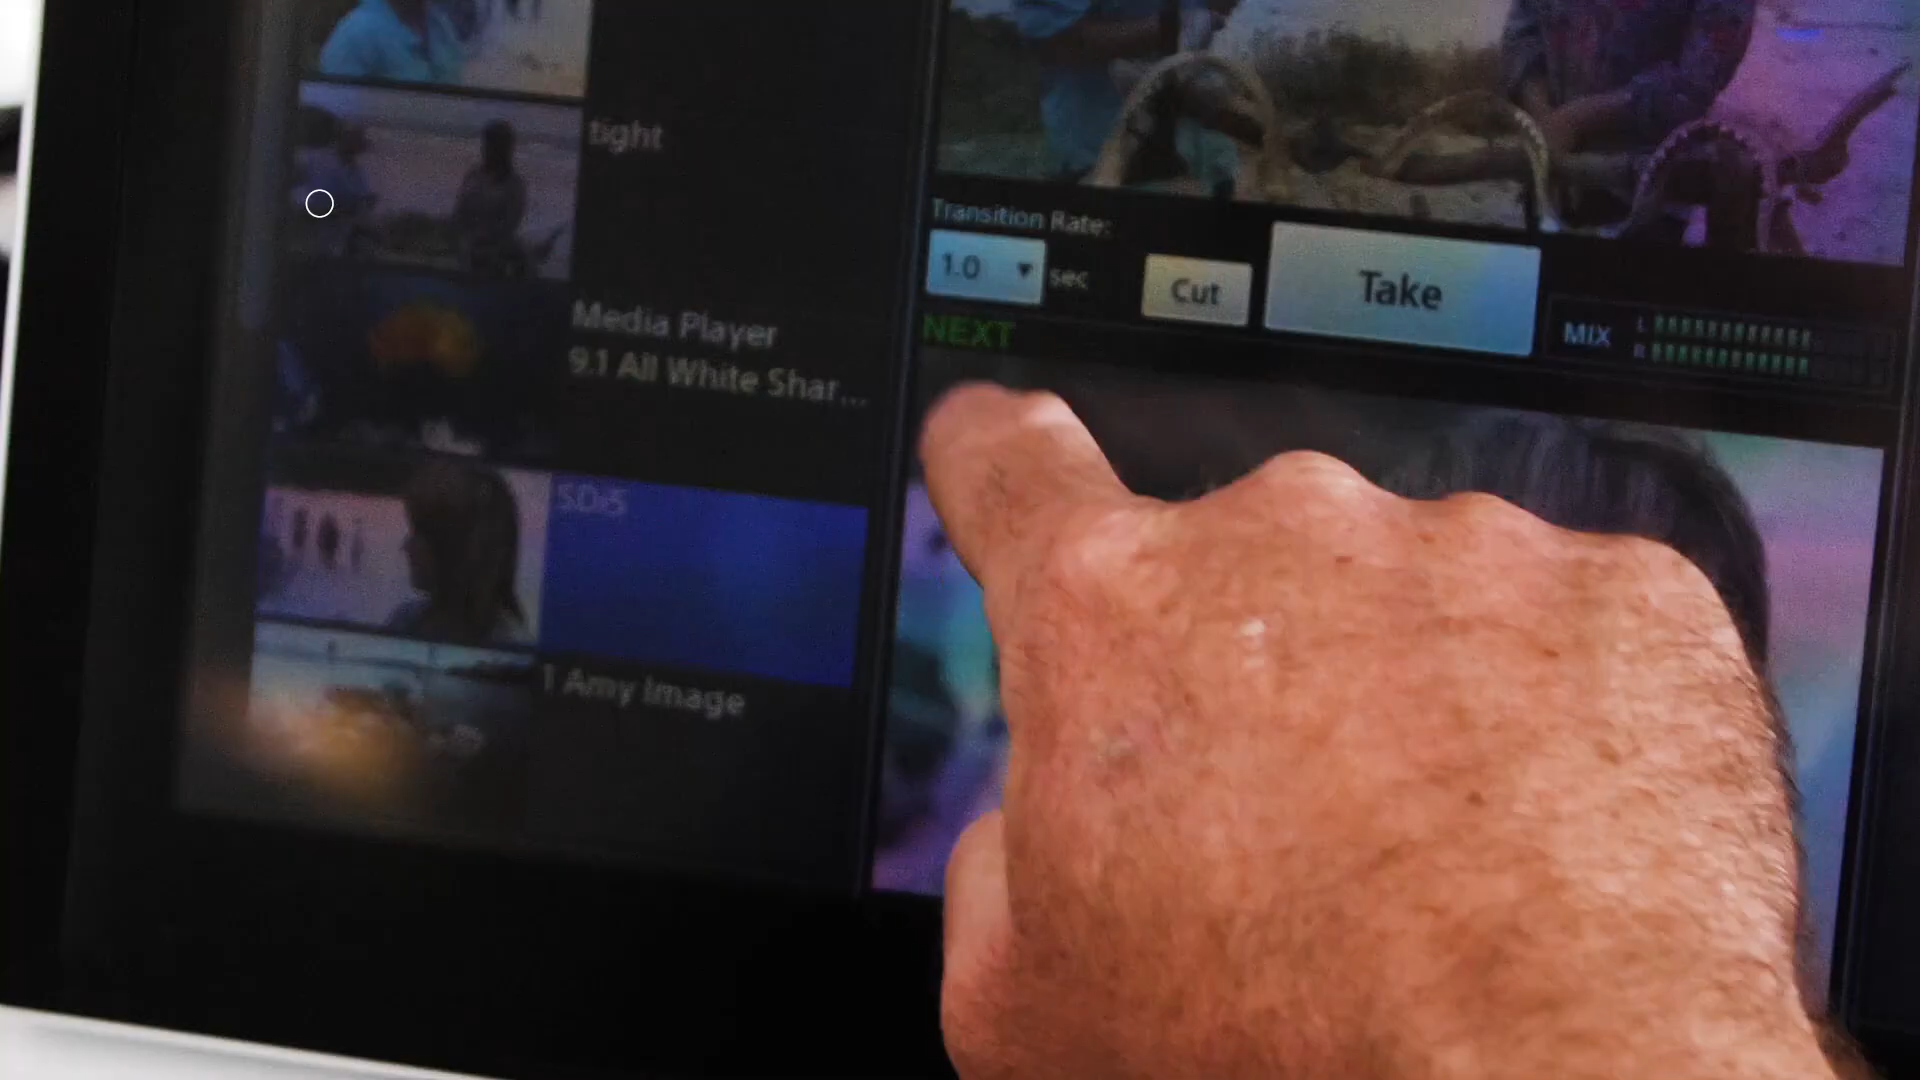 tight
Media Player
9.1 All White Shar...
SDI5
1 Amy Image
Transition Rate:
1.0 sec
Cut
Take
NEXT
MIX
L
R